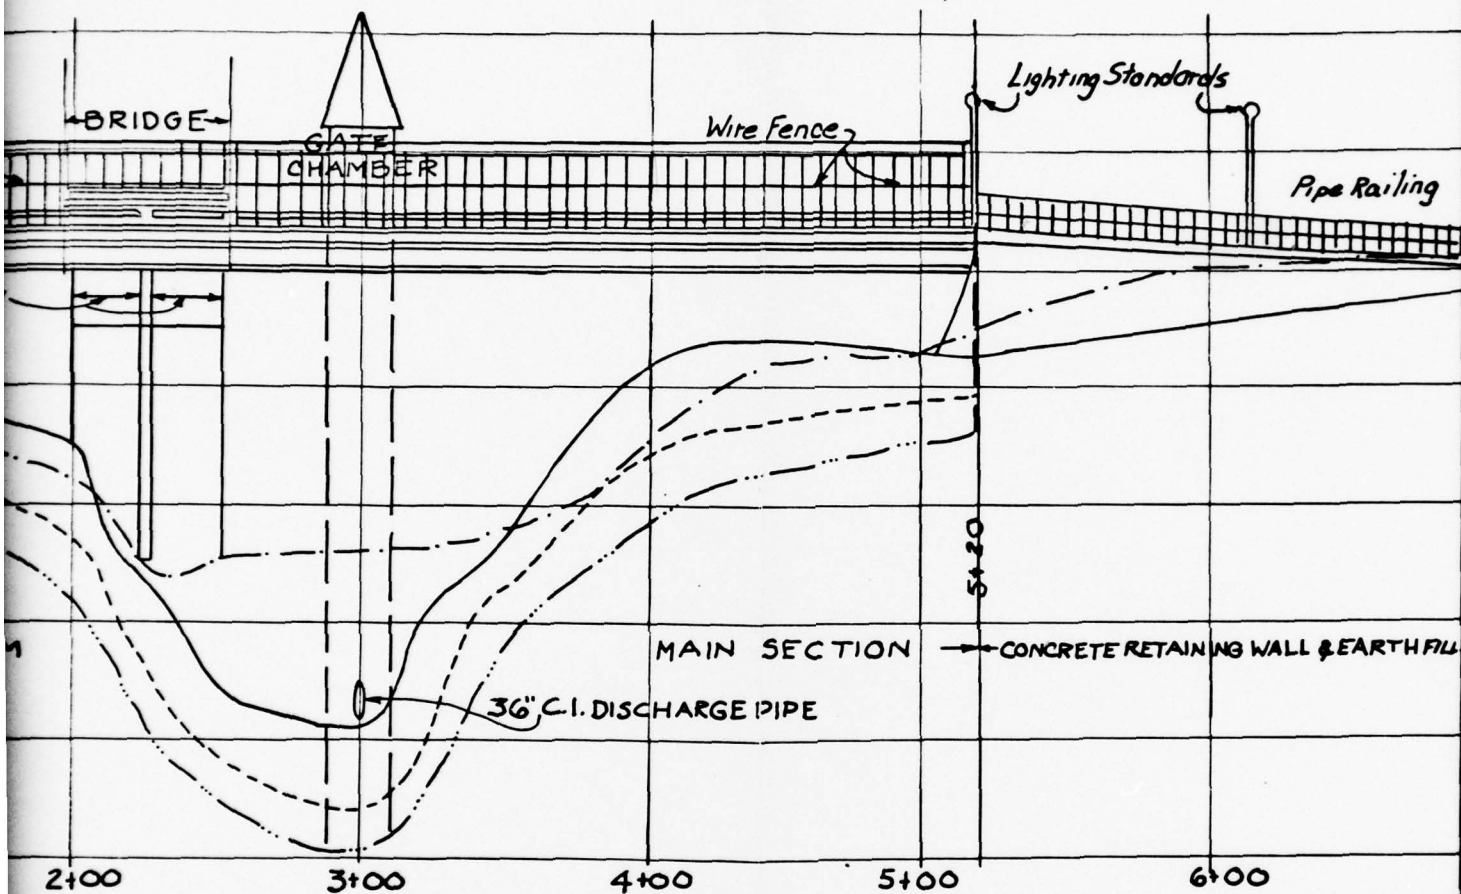 Lighting Standards
BRIDGE
Wire Fence
GATE
CHAMBER
Pipe Railing
5+20
MAIN SECTION
CONCRETE RETAINING WALL & EARTH FILL
36" C.I. DISCHARGE PIPE
2+00 3+00 4+00 5+00 6+00